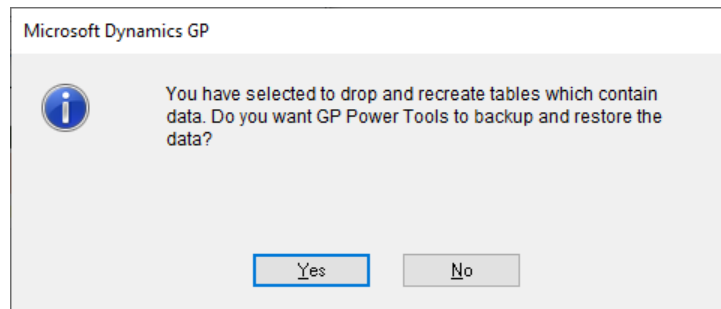 Microsoft Dynamics GP
You have selected to drop and recreate tables which contain
data. Do you want GP Power Tools to backup and restore the
data?
Yes
No